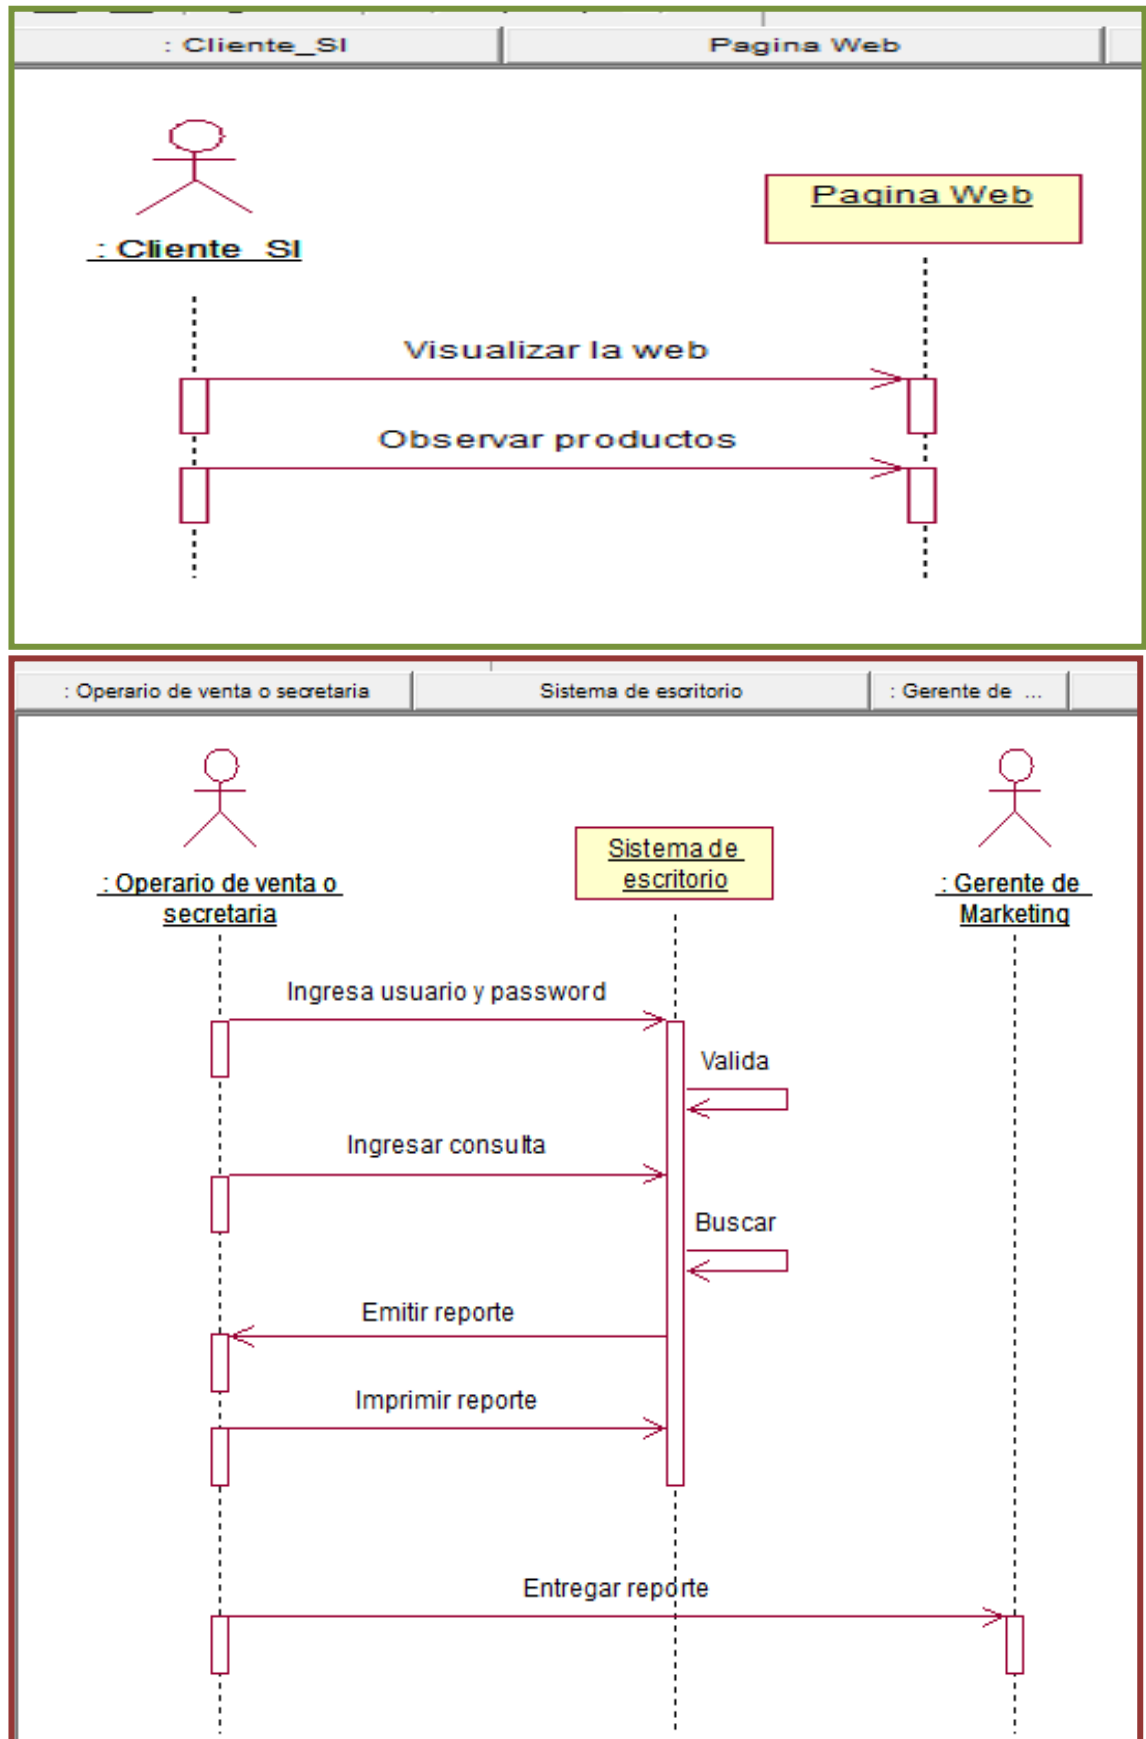 : Cliente_SI
Pagina Web
Pagina Web
: Cliente SI
Visualizar la web
Observar productos
: Operario de venta o secretaria
Sistema de escritorio
: Gerente de ...
Sistema de
escritorio
: Operario de venta o
secretaria
: Gerente de
Marketing
Ingresa usuario y password
Valida
Ingresar consulta
Buscar
Emitir reporte
Imprimir reporte
Entregar reporte